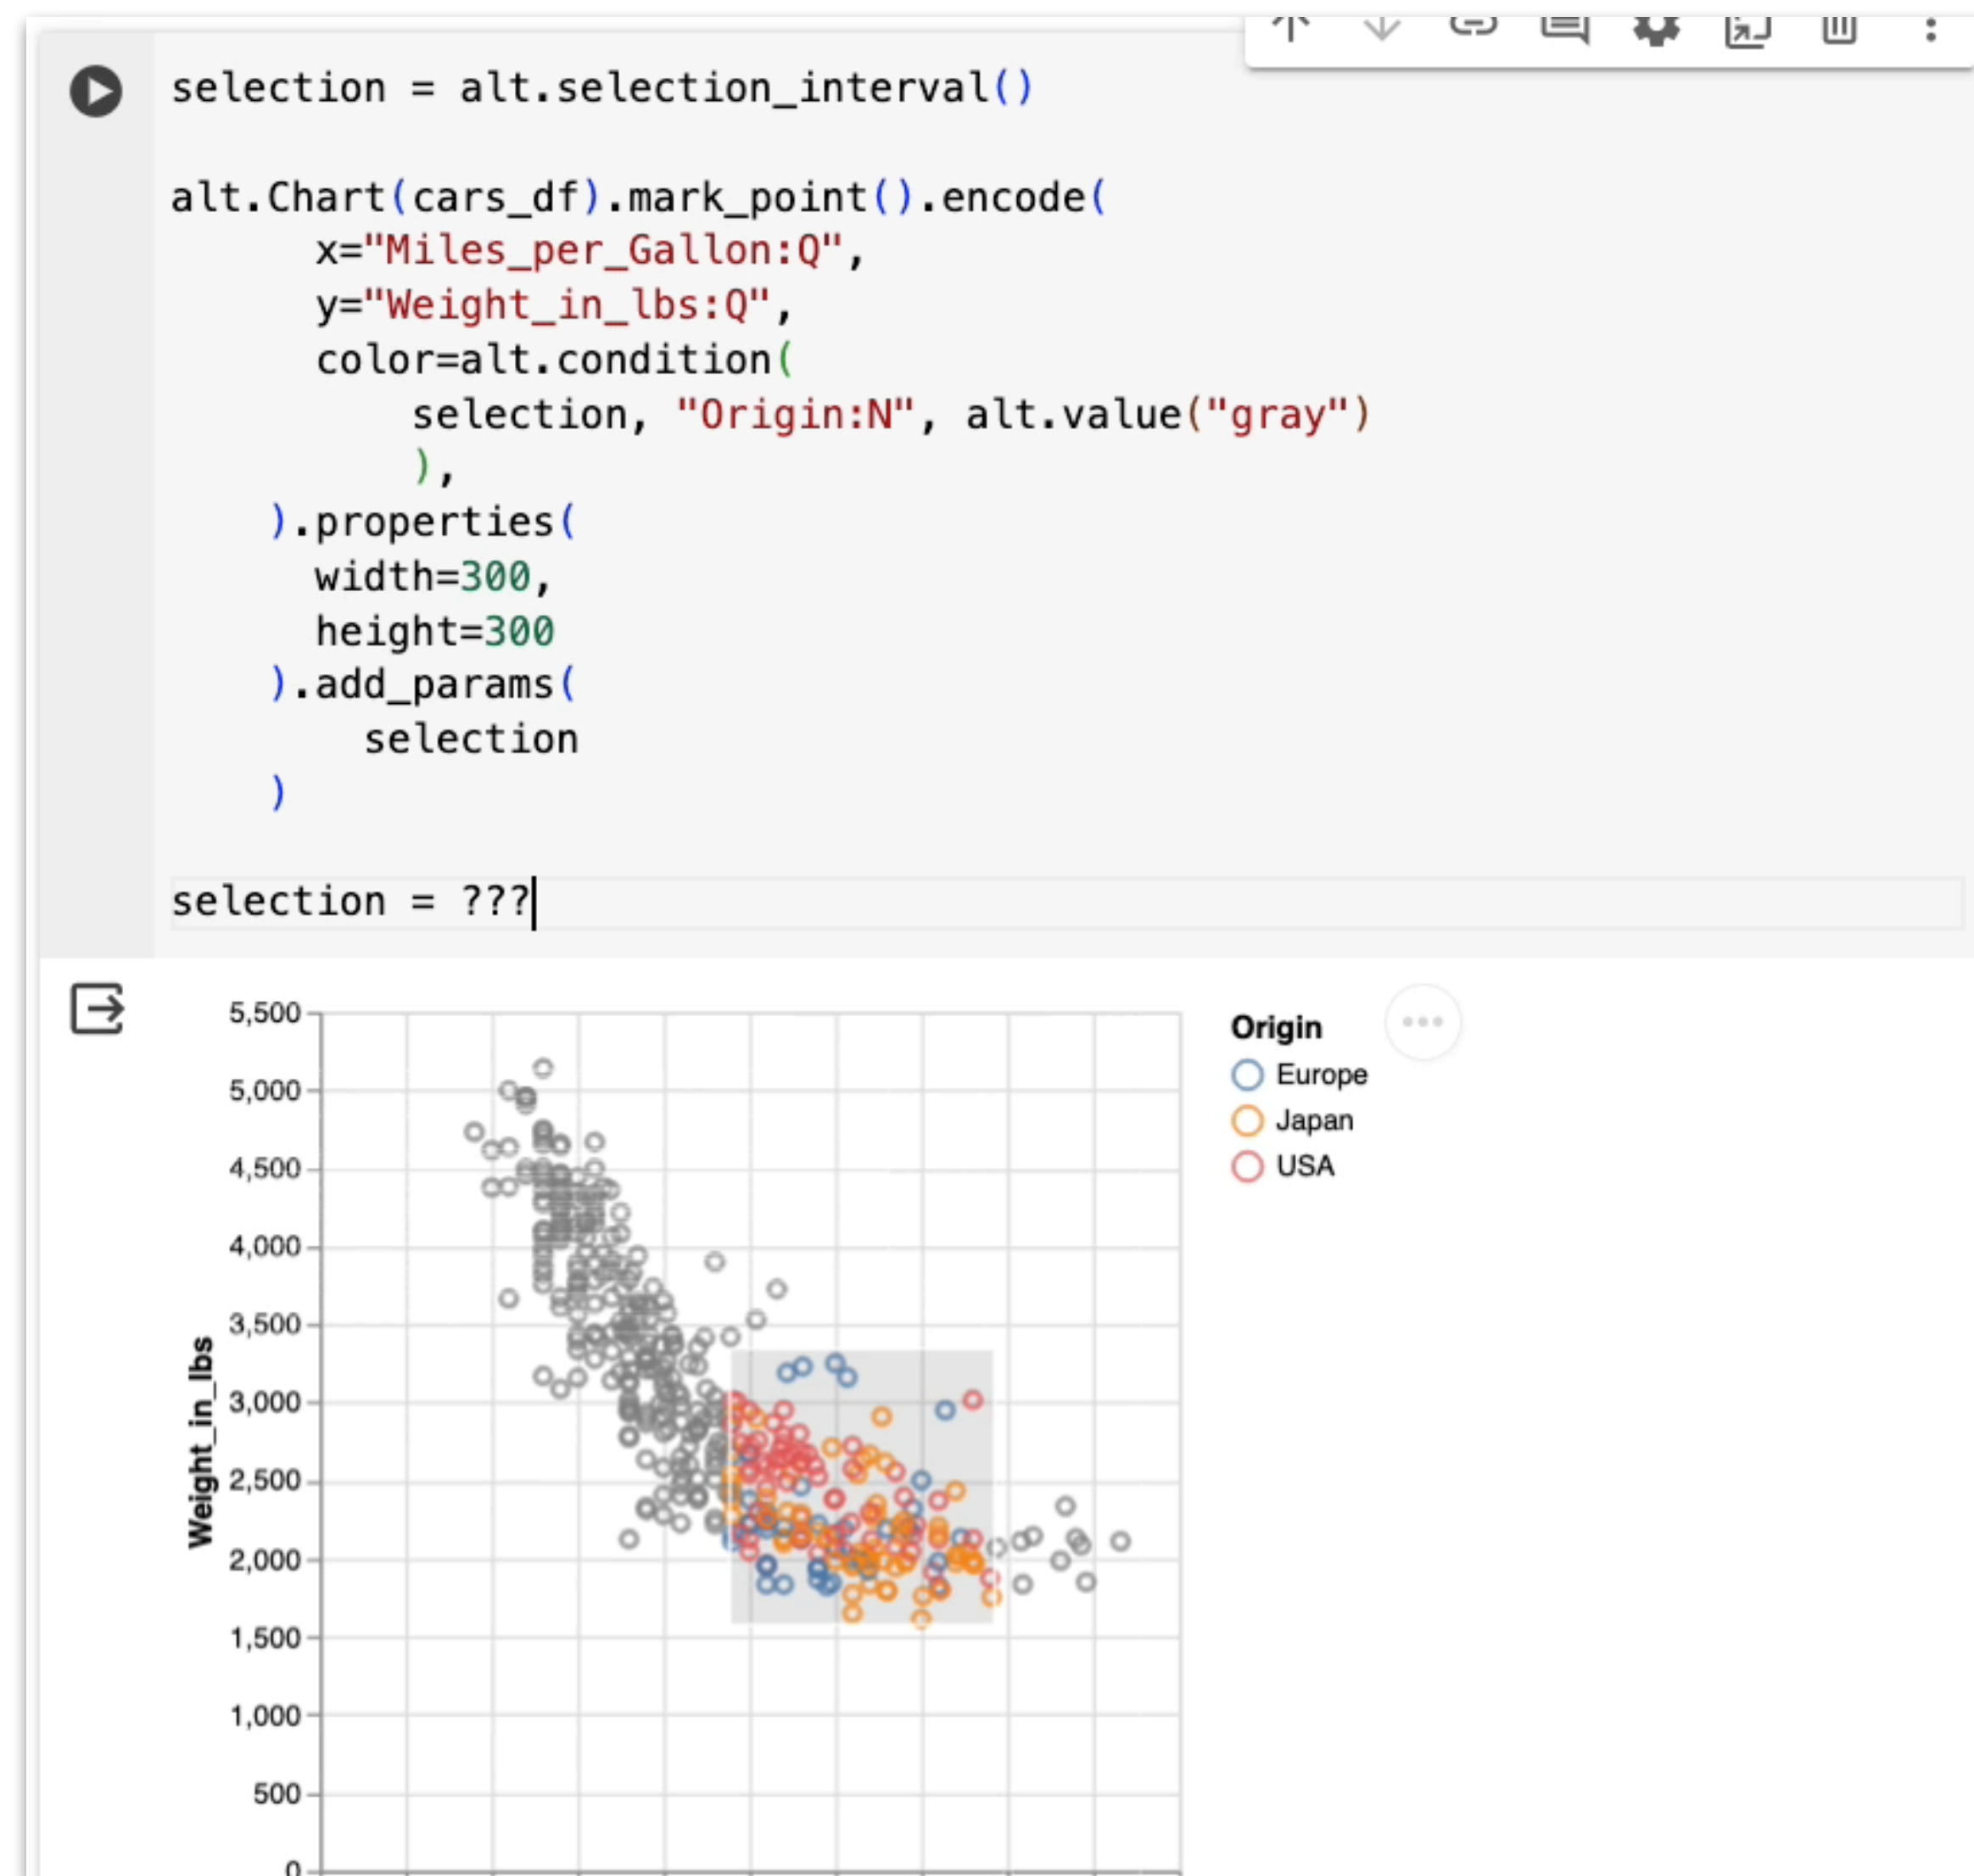 selection = alt.selection_interval()
alt.Chart(cars_df).mark_point().encode(
x="Miles_per_Gallon:Q",
y="Weight_in_lbs:Q",
color=alt.condition(
selection, "Origin:N", alt.value("gray")
),
).properties(
width=300,
height=300
).add_params(
selection
)
selection = ???
5,500
5,000
4,500
4,000
3,500
3,000
2,500
2,000
1,500
1,000
500
0
Weight_in_lbs
Origin
Europe
Japan
USA